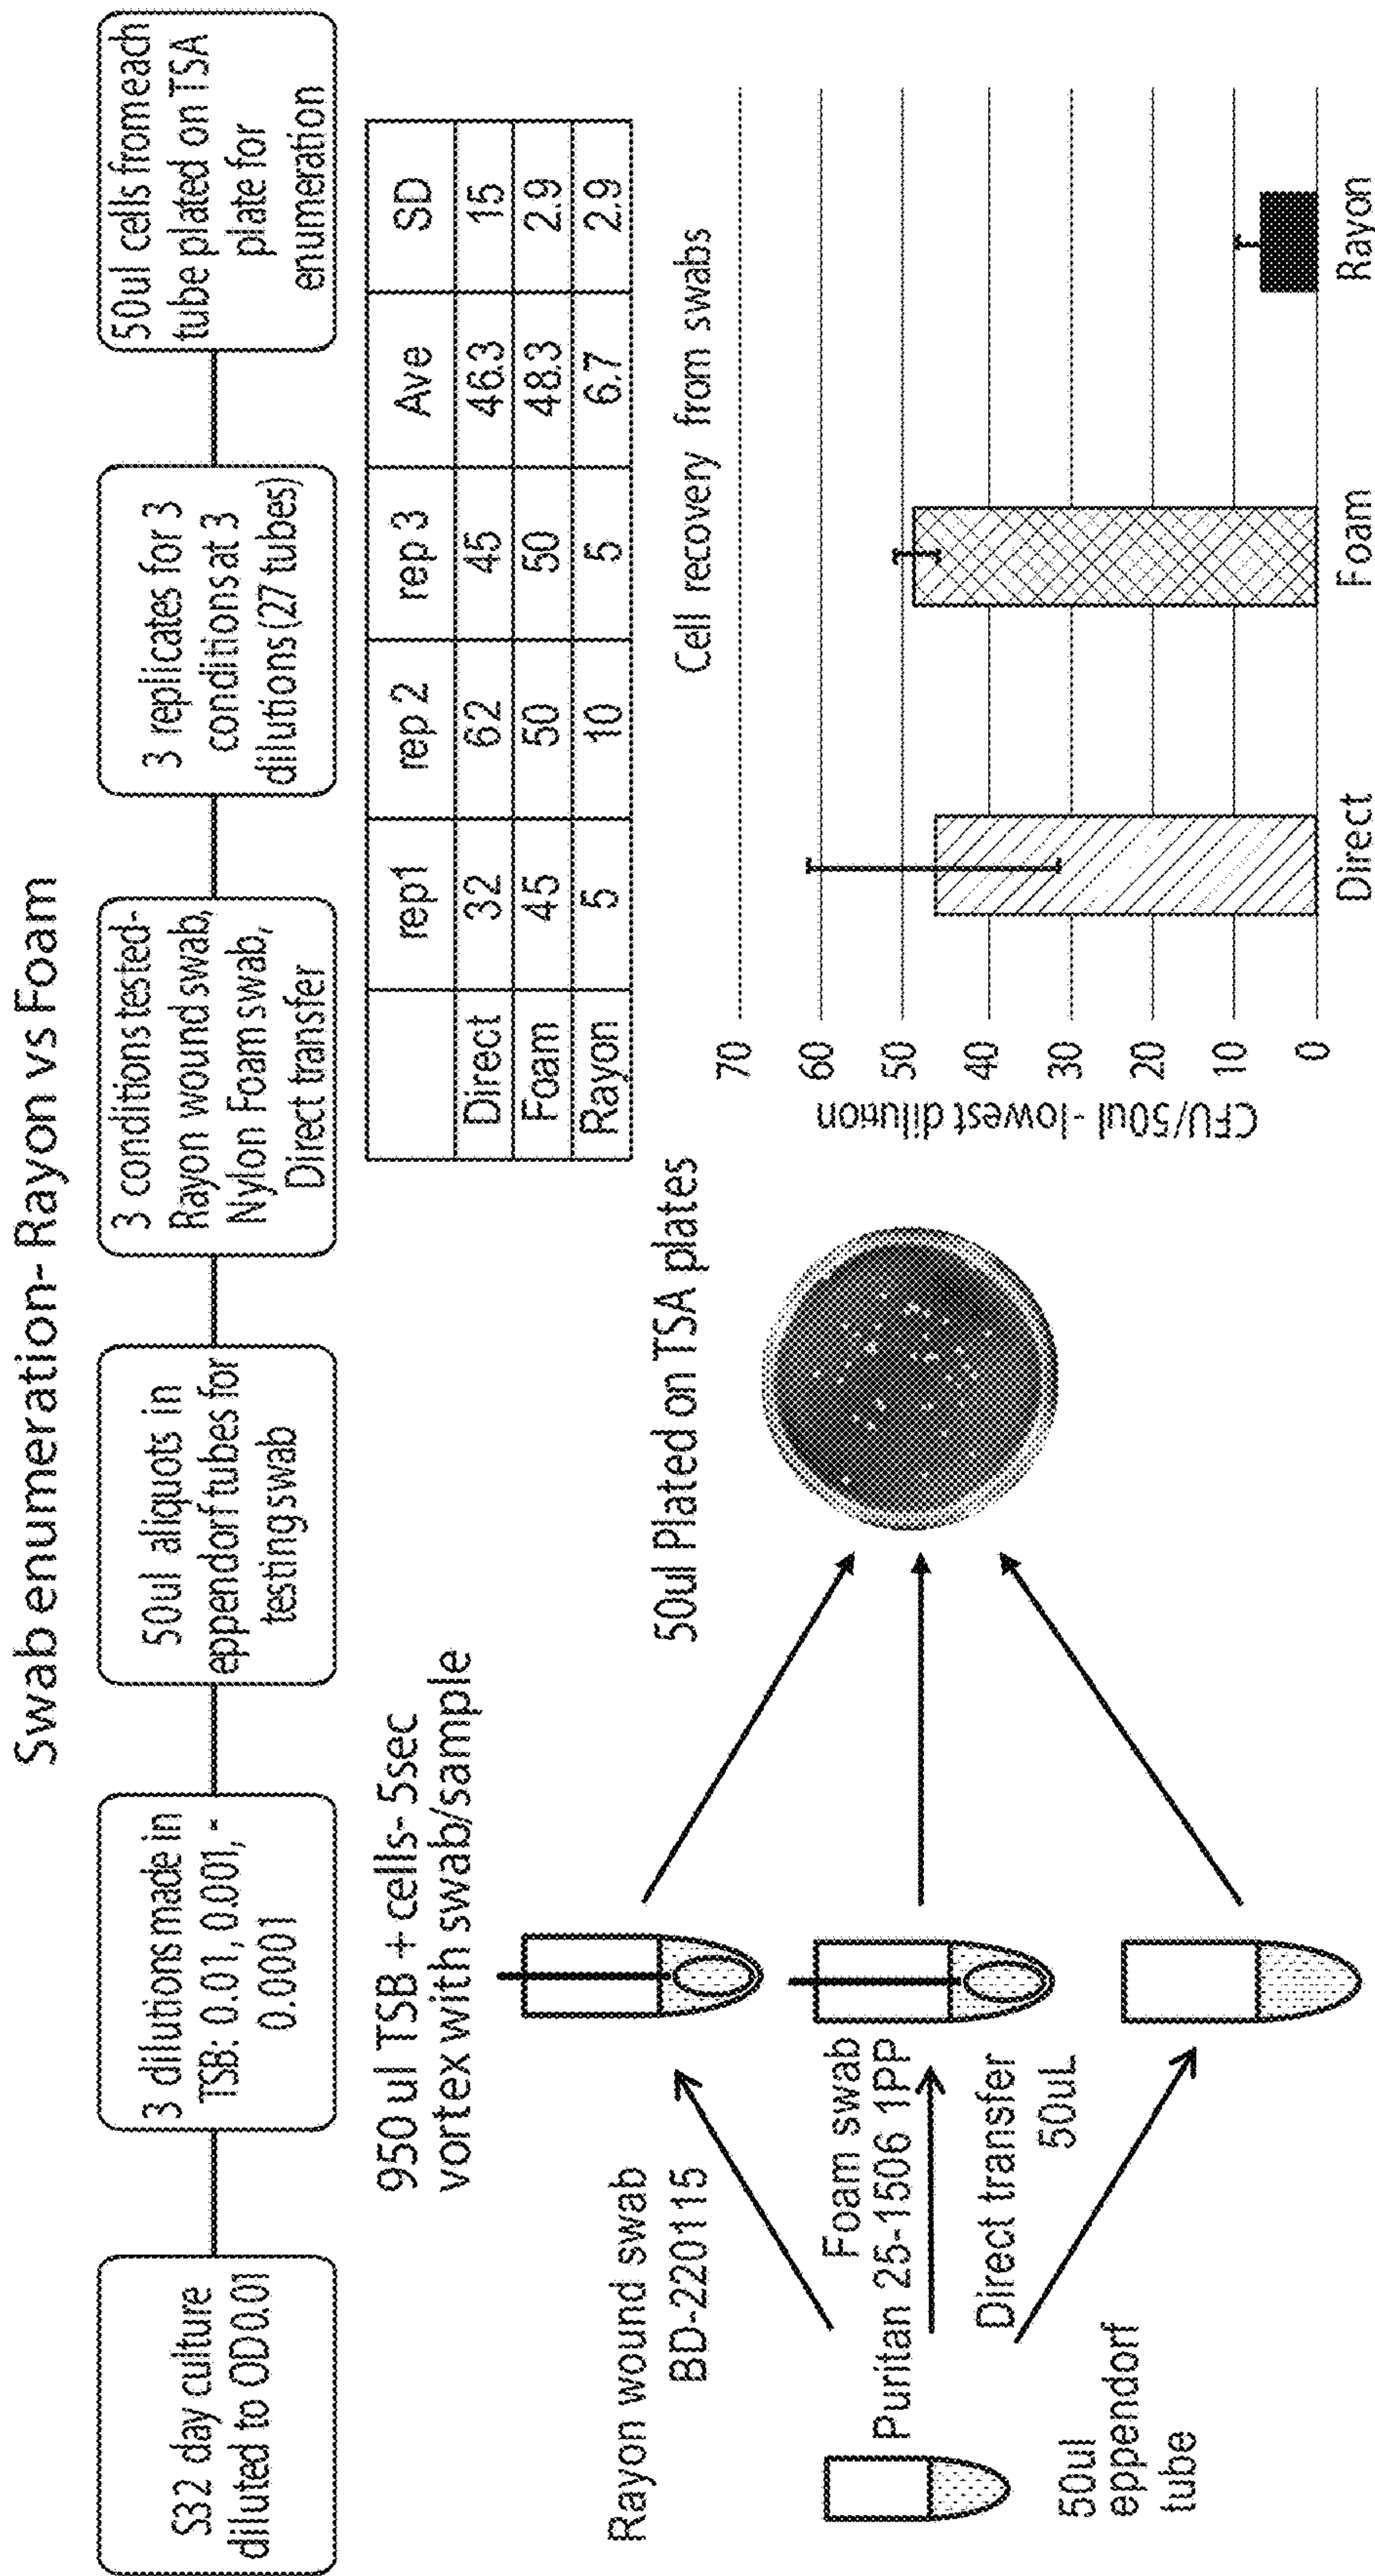 Swab enumeration- Rayon vs Foam
S32 day culture
diluted to OD0.01
3 dilutions made in
TSB: 0.01, 0.001, -
0.0001
50ul aliquots in
eppendorf tubes for
testing swab
3 conditions tested-
Rayon wound swab,
Nylon Foam swab,
Direct transfer
3 replicates for 3
conditions at 3
dilutions (27 tubes)
50ul cells from each
tube plated on TSA
plate for
enumeration
950 ul TSB + cells- 5sec
vortex with swab/sample
Rayon wound swab
BD-220115
Foam swab
Puritan 25-1506 1PP
Direct transfer
50uL
50ul
eppendorf
tube
50ul Plated on TSA plates
rep1 rep 2 rep 3 Ave SD
Direct 32 62 45 46.3 15
Foam 45 50 50 48.3 2.9
Rayon 5 10 5 6.7 2.9
Cell recovery from swabs
CFU/50ul - lowest dilution
70
60
50
40
30
20
10
0
Direct Foam Rayon